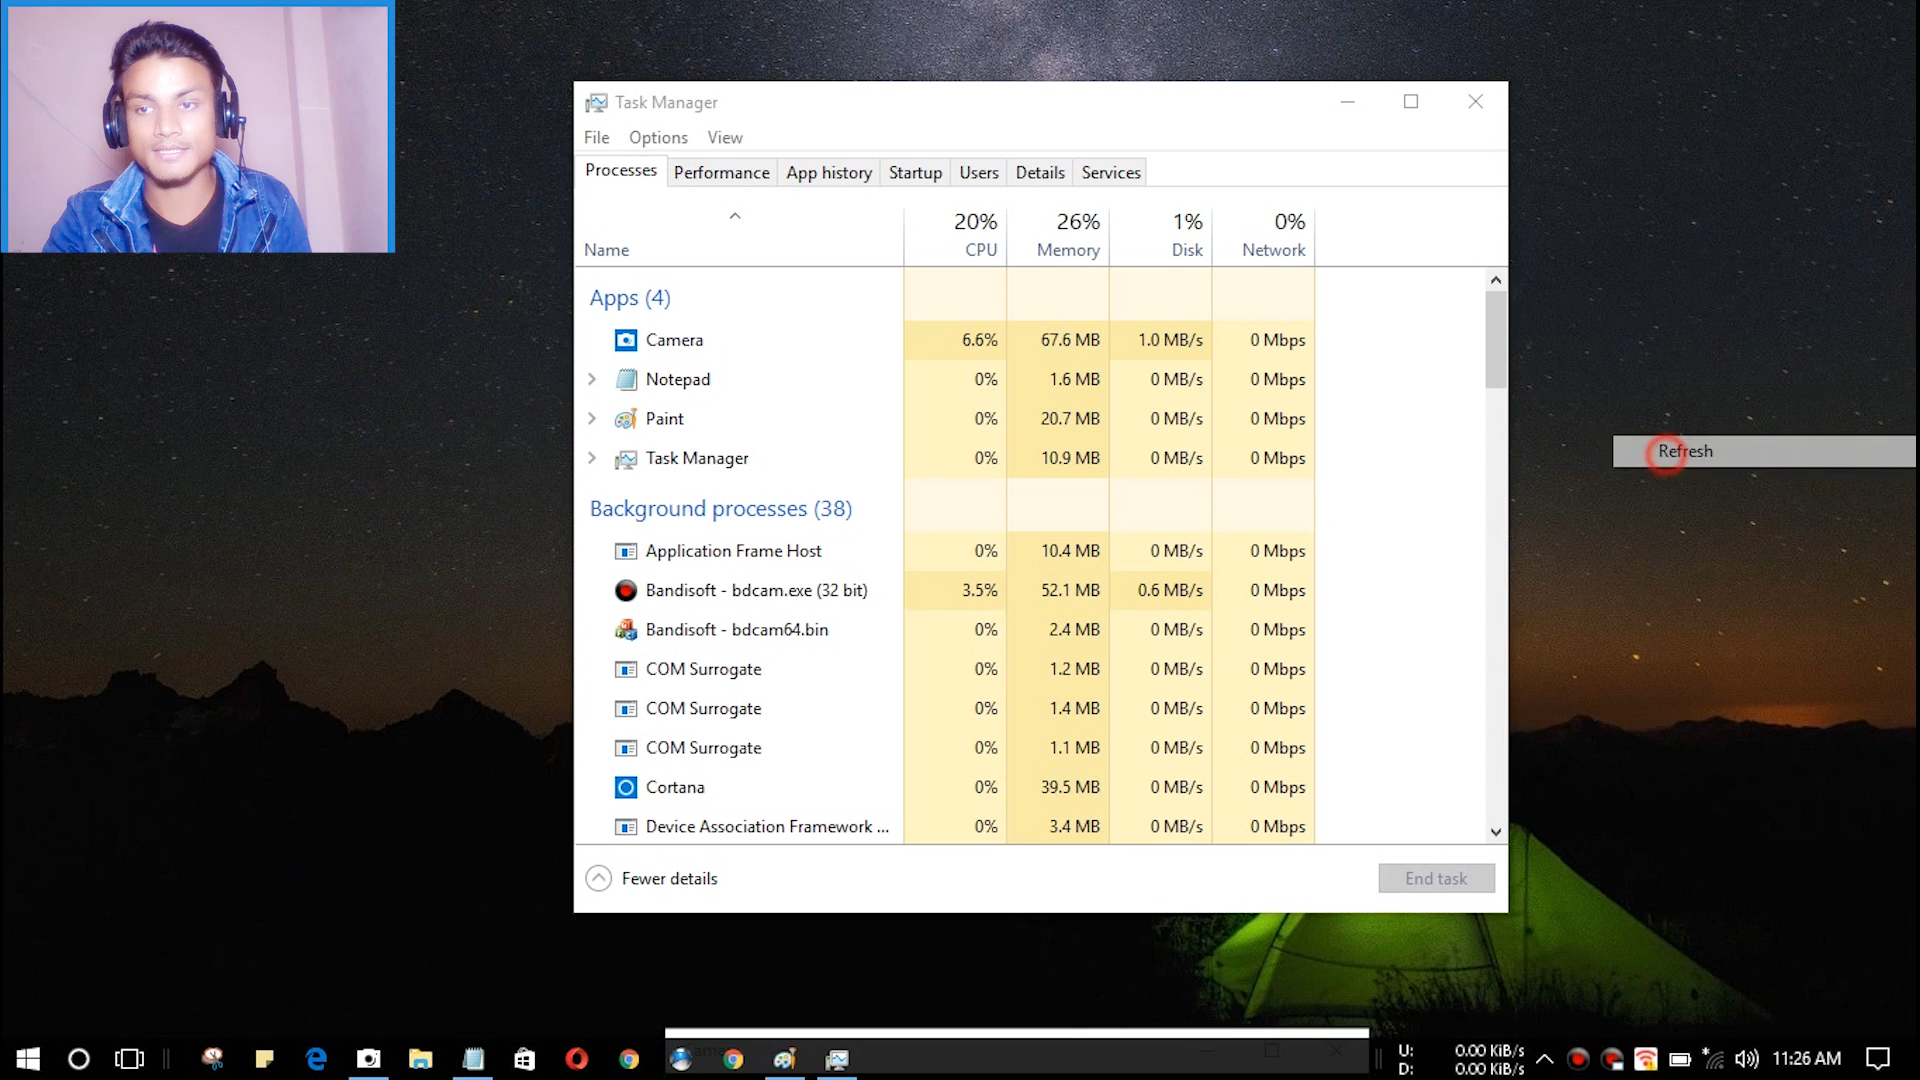 Task Manager
File Options View
Processes Performance App history Startup Users Details Services
20% 26% 1% 0%
Name CPU Memory Disk Network
Apps (4)
Camera 6.6% 67.6 MB 1.0 MB/s 0 Mbps
Notepad 0% 1.6 MB 0 MB/s 0 Mbps
Paint 0% 20.7 MB 0 MB/s 0 Mbps
Task Manager 0% 10.9 MB 0 MB/s 0 Mbps
Background processes (38)
Application Frame Host 0% 10.4 MB 0 MB/s 0 Mbps
Bandisoft - bdcam.exe (32 bit) 3.5% 52.1 MB 0.6 MB/s 0 Mbps
Bandisoft - bdcam64.bin 0% 2.4 MB 0 MB/s 0 Mbps
COM Surrogate 0% 1.2 MB 0 MB/s 0 Mbps
COM Surrogate 0% 1.4 MB 0 MB/s 0 Mbps
COM Surrogate 0% 1.1 MB 0 MB/s 0 Mbps
Cortana 0% 39.5 MB 0 MB/s 0 Mbps
Device Association Framework ... 0% 3.4 MB 0 MB/s 0 Mbps
Fewer details End task
Refresh
U: 0.00 KiB/s
D: 0.00 KiB/s
11:26 AM